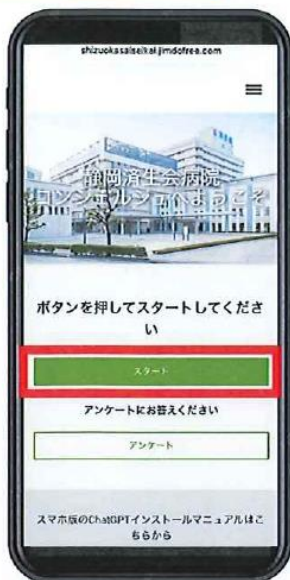 shizuokasaiseikai.jimdofree.com
静岡済生会病院
コンシェルジュへようこそ
ボタンを押してスタートしてくださ
い
スタート
アンケートにお答えください
アンケート
スマホ版のChatGPTインストールマニュアルはこ
ちらから